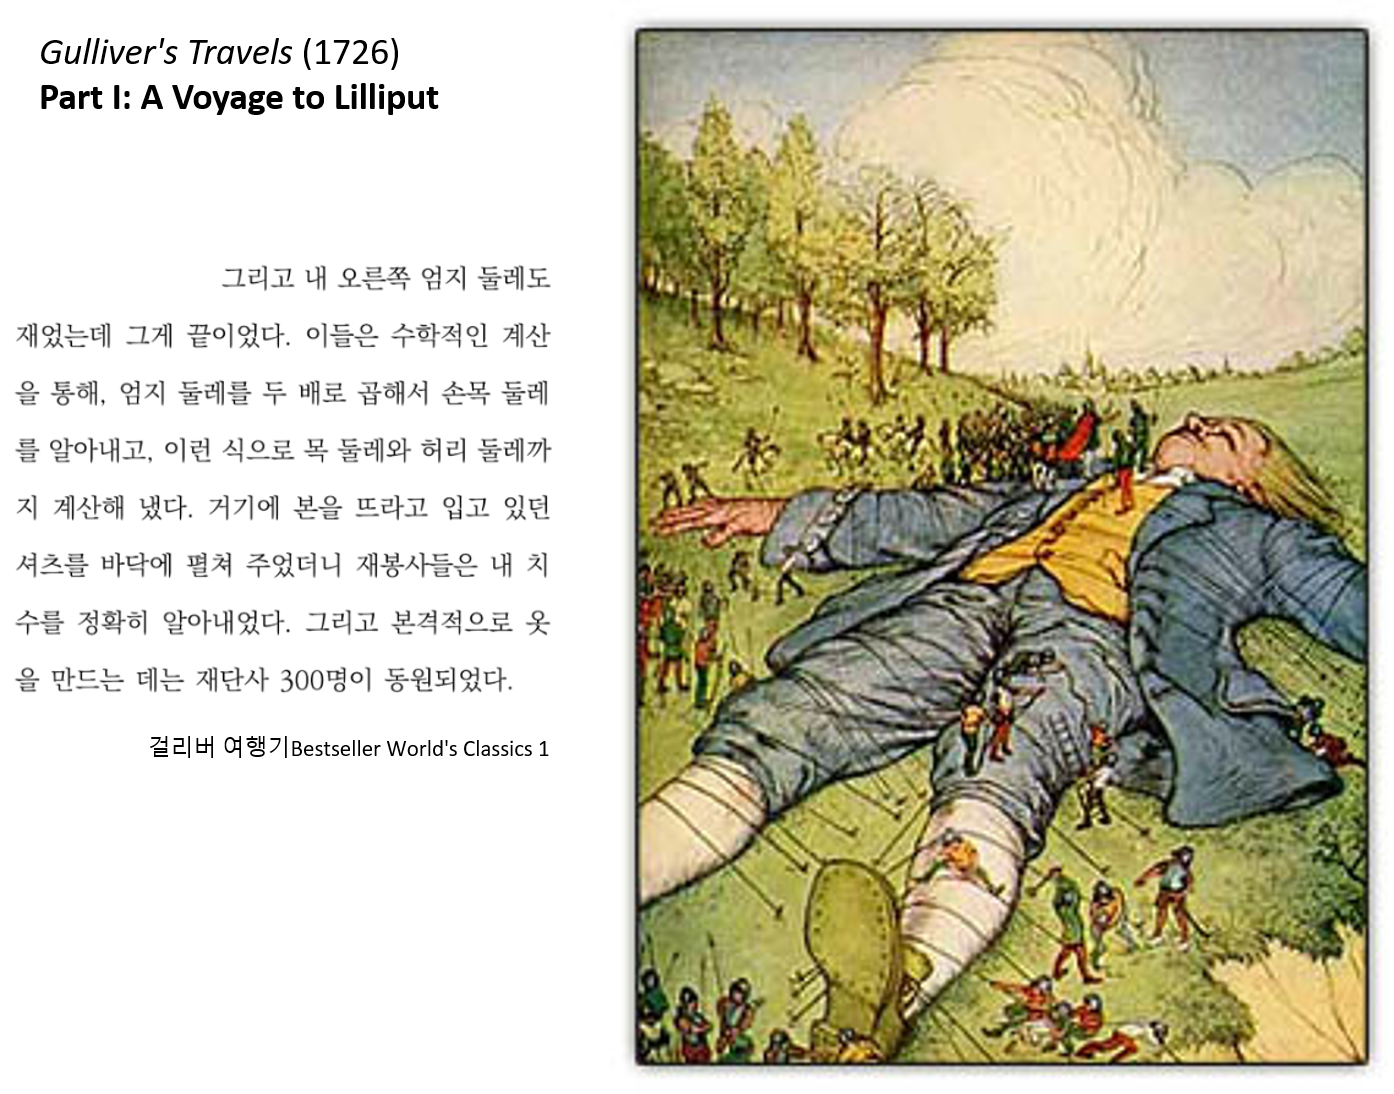 Gulliver's Travels (1726)
Part I: A Voyage to Lilliput
그리고 내 오른쪽 엄지 둘레도
재었는데 그게 끝이었다. 이들은 수학적인 계산
을 통해, 엄지 둘레를 두 배로 곱해서 손목 둘레
를 알아내고, 이런 식으로 목 둘레와 허리 둘레까
지 계산해 냈다. 거기에 본을 뜨라고 입고 있던
셔츠를 바닥에 펼쳐 주었더니 재봉사들은 내 치
수를 정확히 알아내었다. 그리고 본격적으로 옷
을 만드는 데는 재단사 300명이 동원되었다.
걸리버 여행기Bestseller World's Classics 1